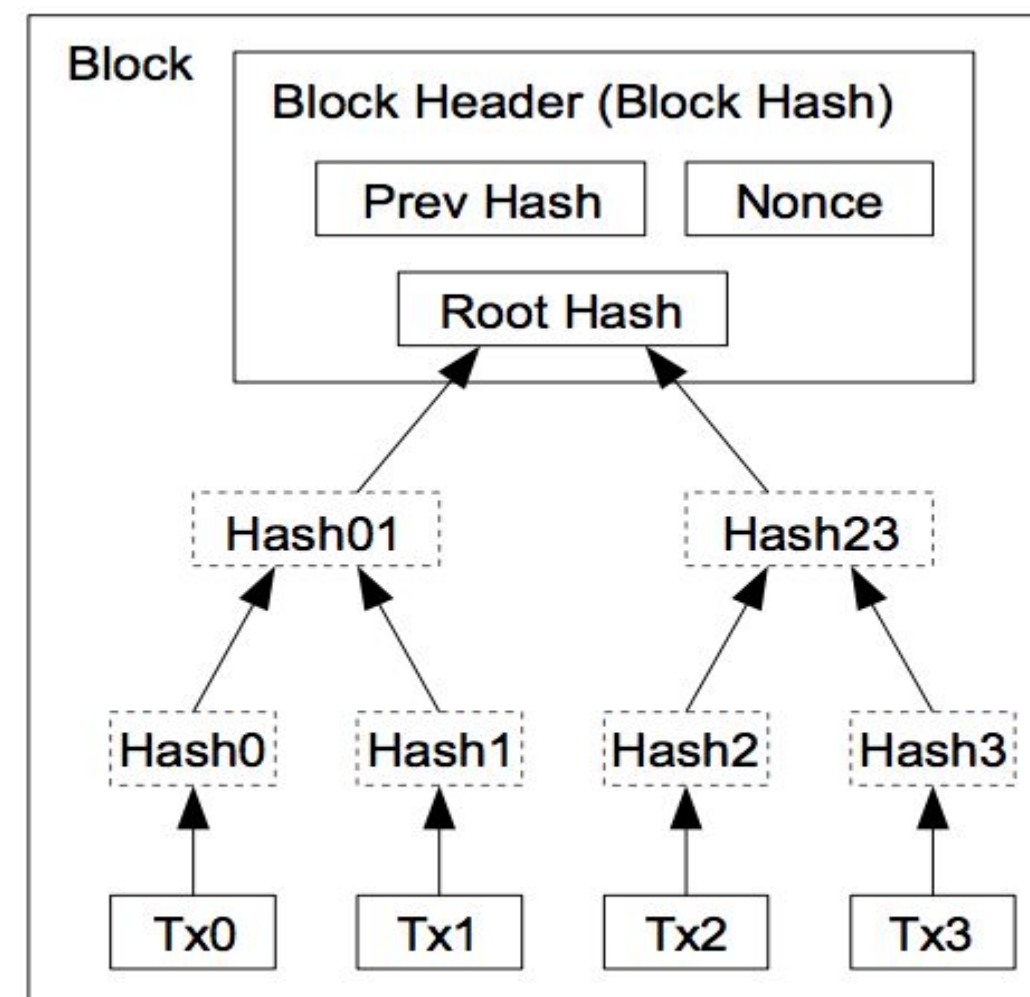 Block
Block Header (Block Hash)
Prev Hash Nonce
Root Hash
Hash01 Hash23
Hash0 Hash1 Hash2 Hash3
Tx0 Tx1 Tx2 Tx3